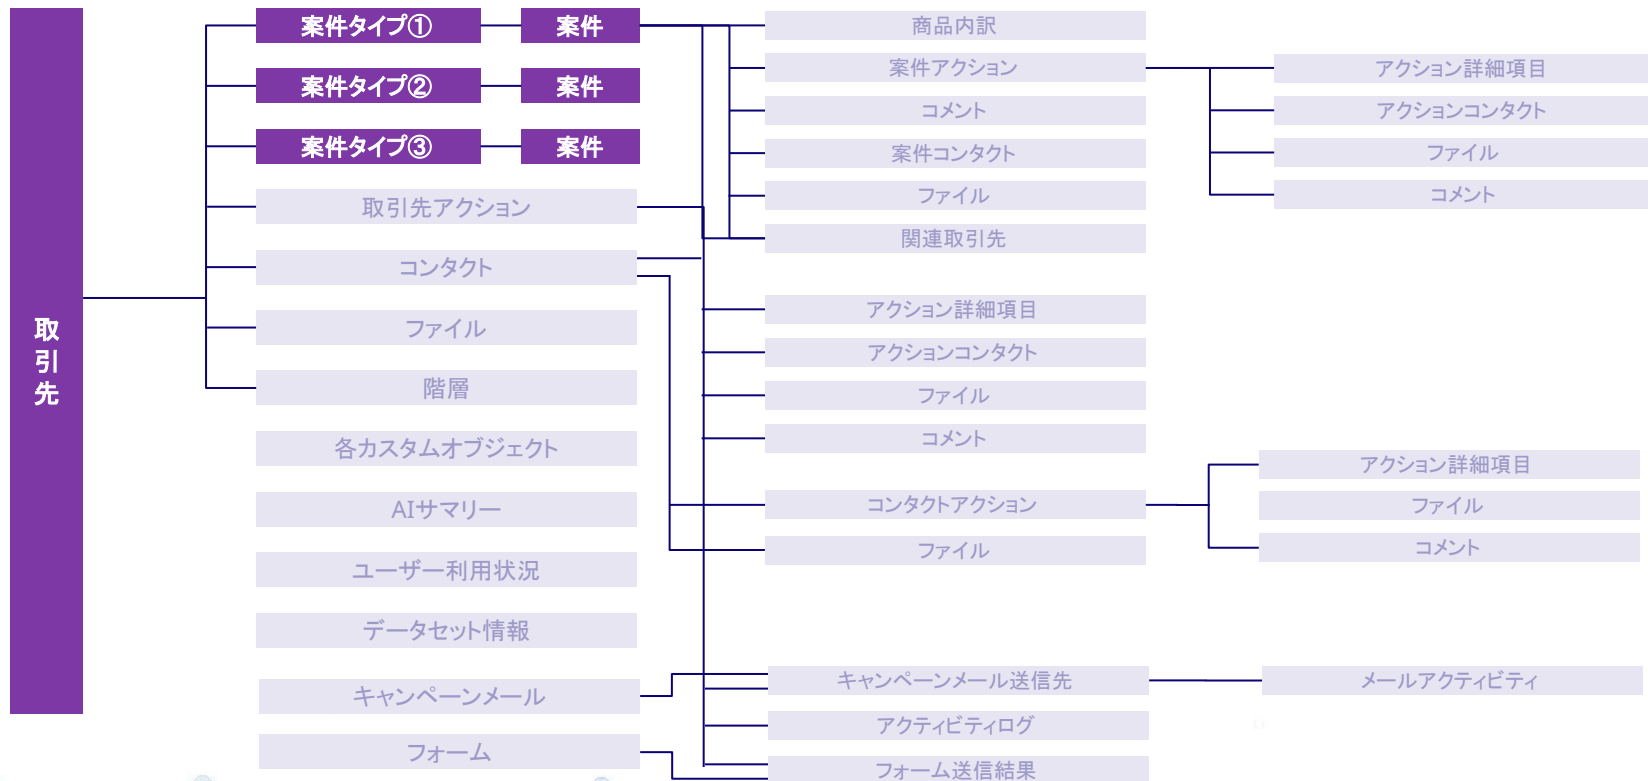 取引先
案件タイプ①
案件
案件タイプ②
案件
案件タイプ③
案件
取引先アクション
コンタクト
ファイル
階層
各カスタムオブジェクト
AIサマリー
ユーザー利用状況
データセット情報
キャンペーンメール
フォーム
商品内訳
案件アクション
コメント
案件コンタクト
ファイル
関連取引先
アクション詳細項目
アクションコンタクト
ファイル
コメント
アクション詳細項目
アクションコンタクト
ファイル
コメント
コンタクトアクション
ファイル
アクション詳細項目
ファイル
コメント
キャンペーンメール送信先
アクティビティログ
フォーム送信結果
メールアクティビティ